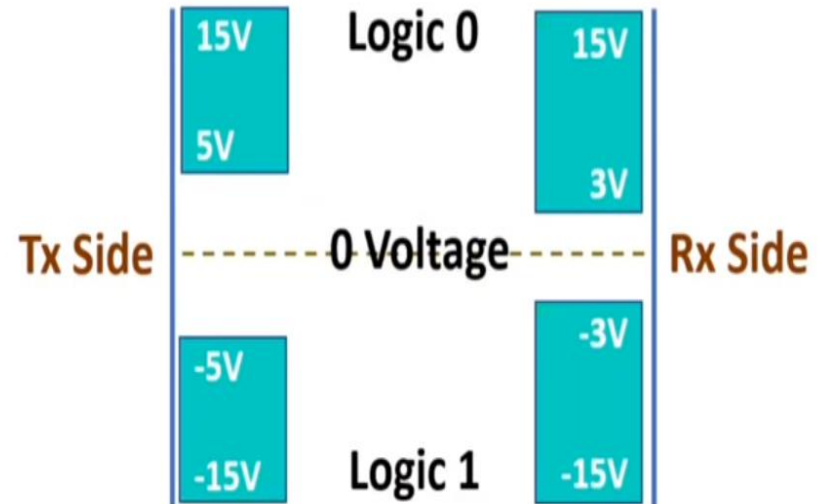 15V
Logic 0
15V
5V
3V
Tx Side
0 Voltage
Rx Side
-5V
-3V
-15V
Logic 1
-15V